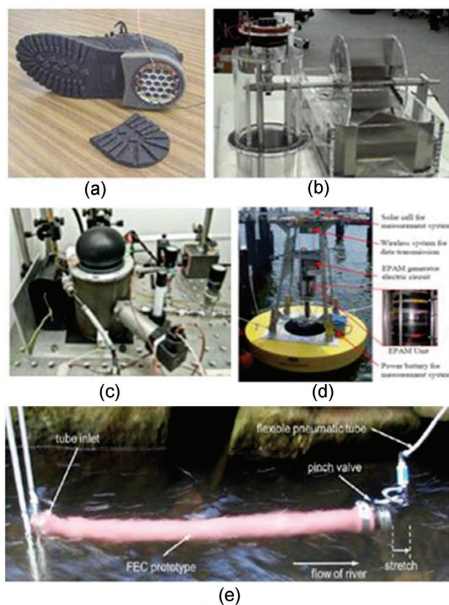 (a)
(b)
Solar cell for
measurement system
Wireless system for
data transmission
EPAM generator
electric circuit
EPAM Unit
Power battery for
measurement system
(c)
(d)
tube inlet
flexible pneumatic tube
pinch valve
FEC prototype
flow of river
stretch
(e)